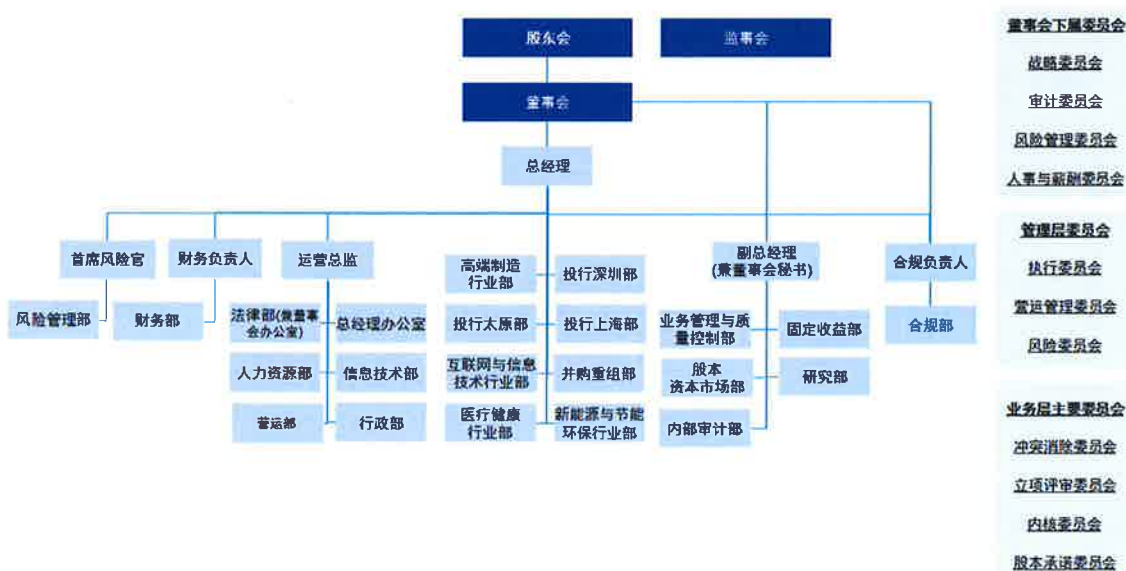 股东会
监事会
董事会
总经理
首席风险官
财务负责人
运营总监
副总经理
(兼董事会秘书)
合规负责人
风险管理部
财务部
法律部(兼董事
会办公室)
总经理办公室
人力资源部
信息技术部
营运部
行政部
高端制造
行业部
投行深圳部
投行太原部
投行上海部
互联网与信息
技术行业部
并购重组部
医疗健康
行业部
新能源与节能
环保行业部
业务管理与质
量控制部
固定收益部
股本
资本市场部
研究部
内部审计部
合规部
董事会下属委员会
战略委员会
审计委员会
风险管理委员会
人事与薪酬委员会
管理层委员会
执行委员会
营运管理委员会
风险委员会
业务层主要委员会
冲突消除委员会
立项评审委员会
内核委员会
股本承诺委员会